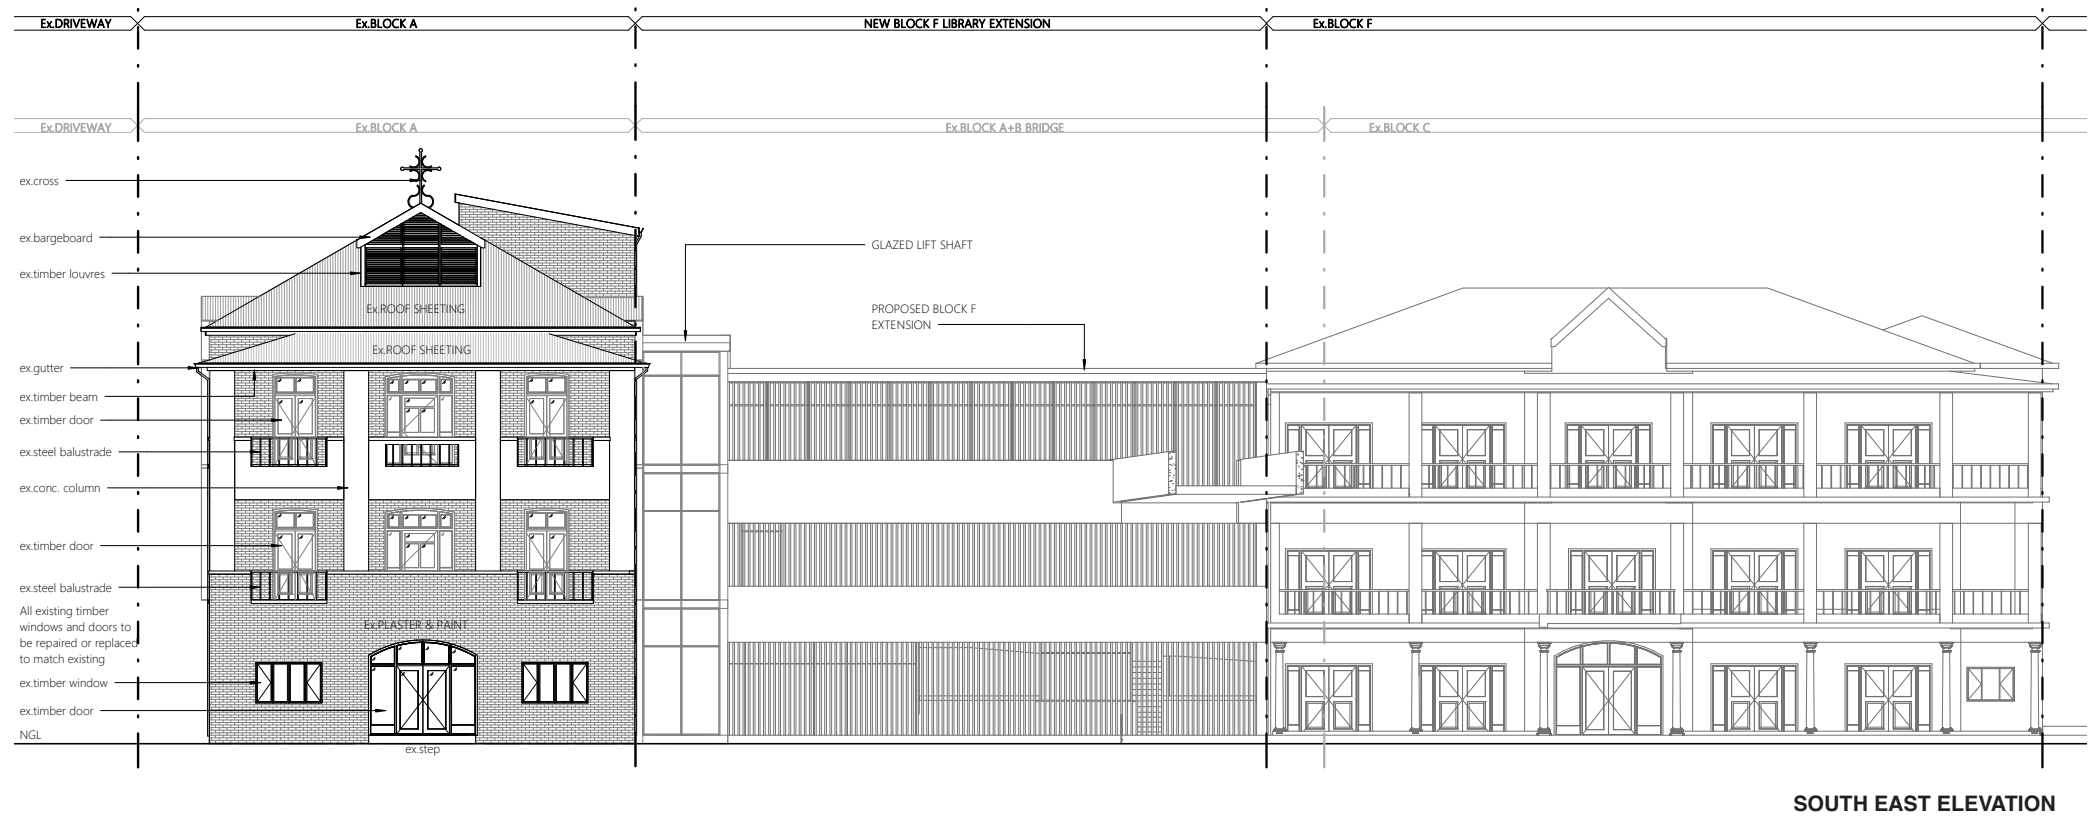 Ex.DRIVEWAY
Ex.BLOCK A
NEW BLOCK F LIBRARY EXTENSION
Ex.BLOCK F
Ex.DRIVEWAY
Ex.BLOCK A
Ex.BLOCK A+B BRIDGE
Ex.BLOCK C
ex.cross
ex.bargeboard
ex.timber louvres
ex.gutter
ex.timber beam
ex.timber door
ex.steel balustrade
ex.conc. column
ex.timber door
ex.steel balustrade
All existing timber
windows and doors to
be repaired or replaced
to match existing
ex.timber window
ex.timber door
NGL
Ex.ROOF SHEETING
Ex.ROOF SHEETING
Ex.PLASTER & PAINT
ex.step
GLAZED LIFT SHAFT
PROPOSED BLOCK F
EXTENSION
SOUTH EAST ELEVATION